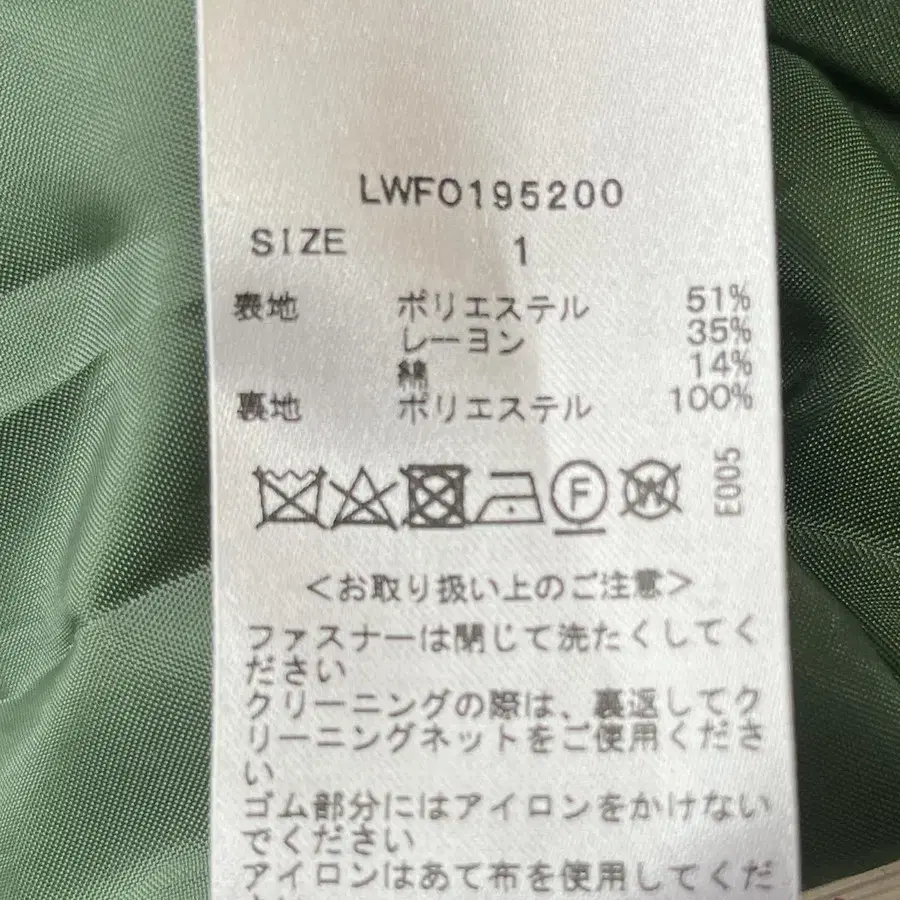 LWF0195200
SIZE 1
表地 ポリエステル 51%
レーヨン 35%
綿 14%
裏地 ポリエステル 100%
F W E005
<お取り扱い上のご注意>
ファスナーは閉じて洗たくしてく
ださい
クリーニングの際は、裏返してク
リーニングネットをご使用くださ
い
ゴム部分にはアイロンをかけない
でください
アイロンはあて布を使用してくだ